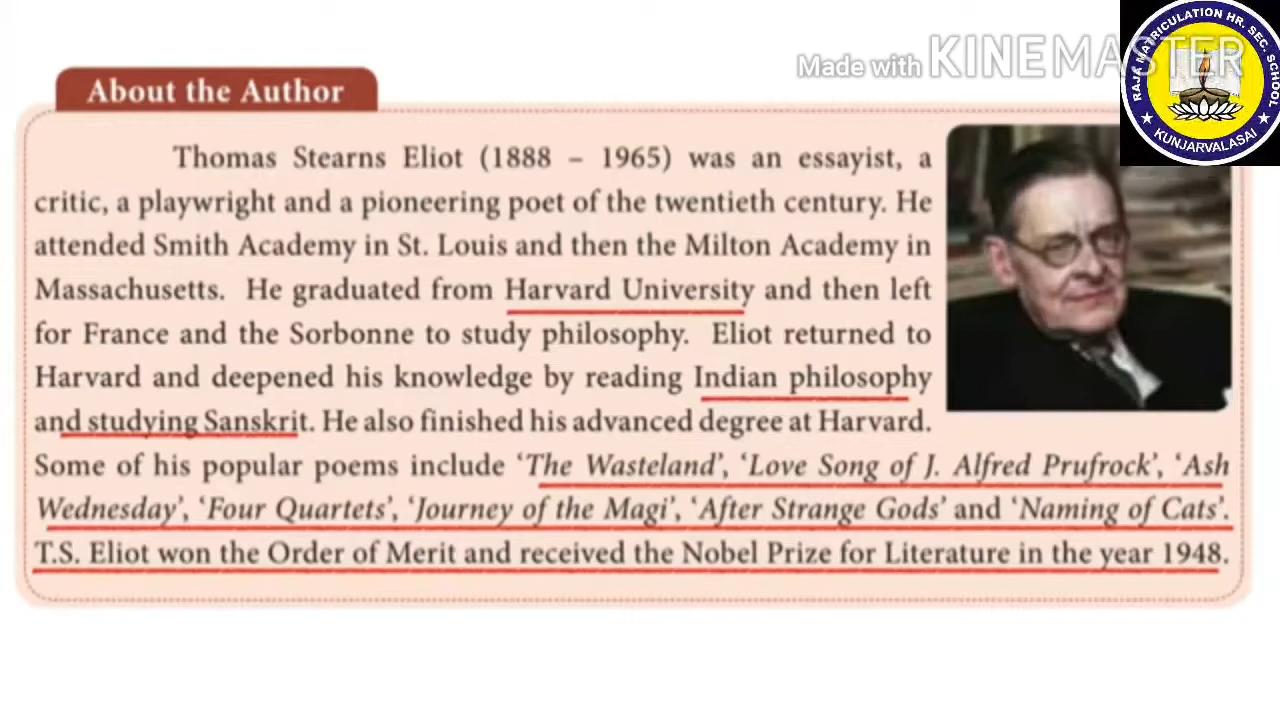 Made with KINEMASTER
RAJA MATRICULATION HR. SEC. SCHOOL
KUNJARVALASAI
About the Author
Thomas Stearns Eliot (1888 – 1965) was an essayist, a
critic, a playwright and a pioneering poet of the twentieth century. He
attended Smith Academy in St. Louis and then the Milton Academy in
Massachusetts. He graduated from Harvard University and then left
for France and the Sorbonne to study philosophy. Eliot returned to
Harvard and deepened his knowledge by reading Indian philosophy
and studying Sanskrit. He also finished his advanced degree at Harvard.
Some of his popular poems include ‘The Wasteland’, ‘Love Song of J. Alfred Prufrock’, ‘Ash
Wednesday’, ‘Four Quartets’, ‘Journey of the Magi’, ‘After Strange Gods’ and ‘Naming of Cats’.
T.S. Eliot won the Order of Merit and received the Nobel Prize for Literature in the year 1948.